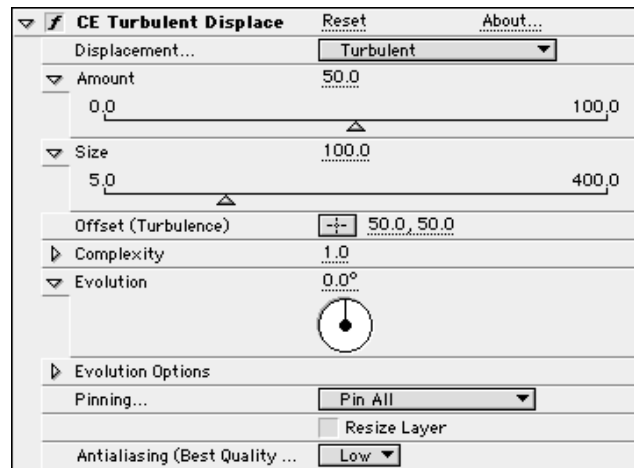 f CE Turbulent Displace Reset About...
Displacement... Turbulent
Amount 50.0
0.0 100.0
Size 100.0
5.0 400.0
Offset (Turbulence) 50.0, 50.0
Complexity 1.0
Evolution 0.0°
Evolution Options
Pinning... Pin All
Resize Layer
Antialiasing (Best Quality ... Low